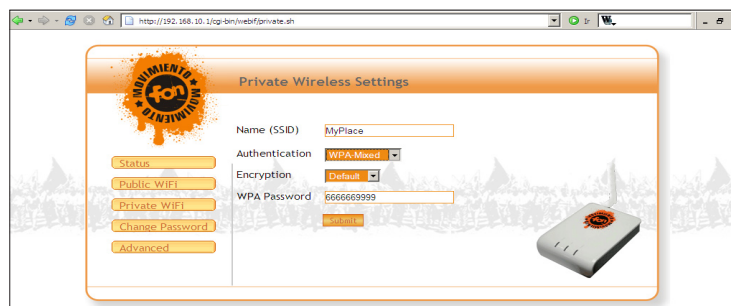 http://192.168.10.1/cgi-bin/webif/private.sh
MOVIMIENTO
fon
MOVIMIENTO
Private Wireless Settings
Name (SSID) MyPlace
Authentication WPA-Mixed
Encryption Default
WPA Password 6666669999
Submit
Status
Public WiFi
Private WiFi
Change Password
Advanced